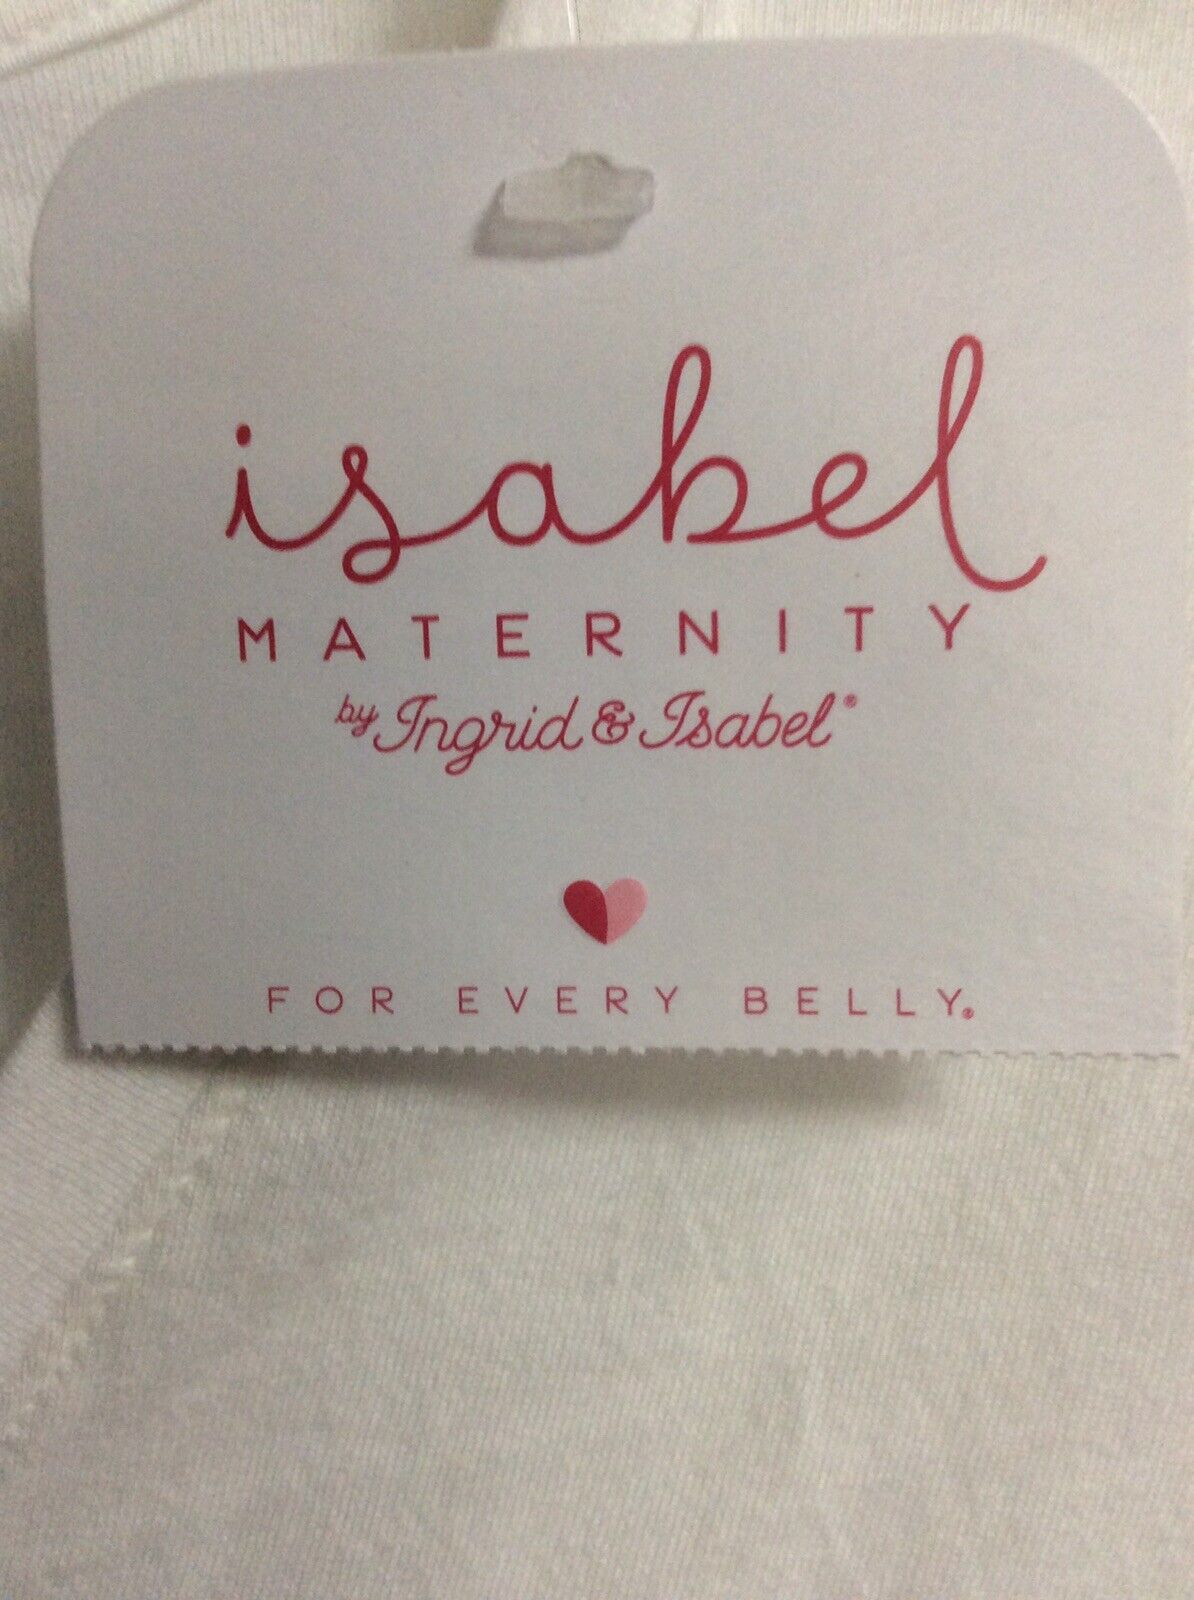 isabel
MATERNITY
by Ingrid & Isabel®
FOR EVERY BELLY®